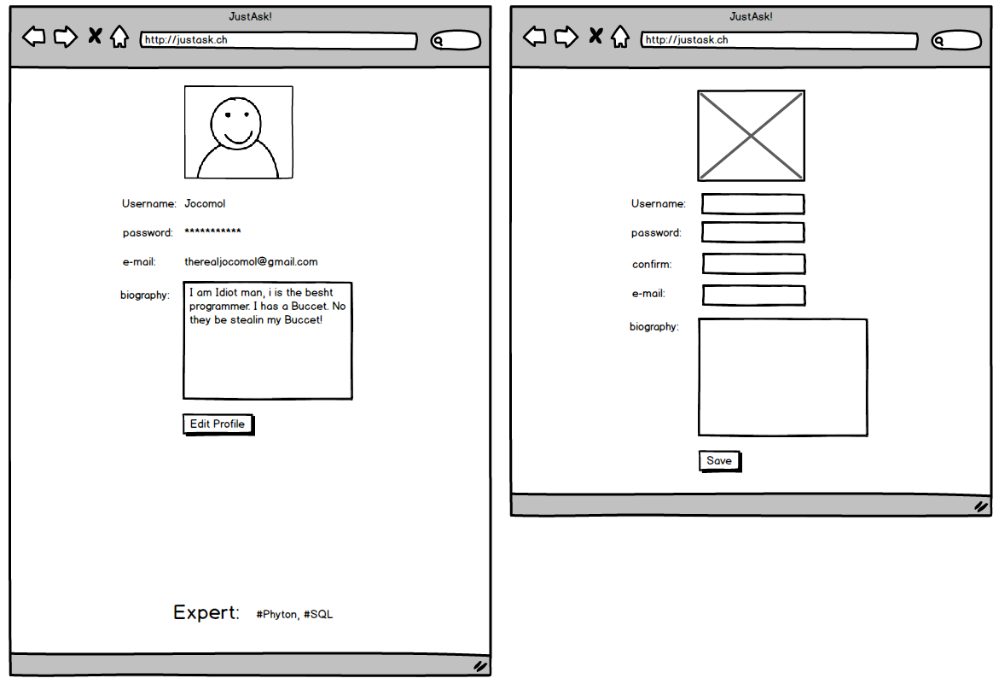 JustAsk!
http://justask.ch
Username: Jocomol
password: ***********
e-mail: therealjocomol@gmail.com
biography:
I am Idiot man, i is the besht
programmer. I has a Buccet. No
they be stealin my Buccet!
Edit Profile
Expert: #Phyton, #SQL
JustAsk!
http://justask.ch
Username:
password:
confirm:
e-mail:
biography:
Save